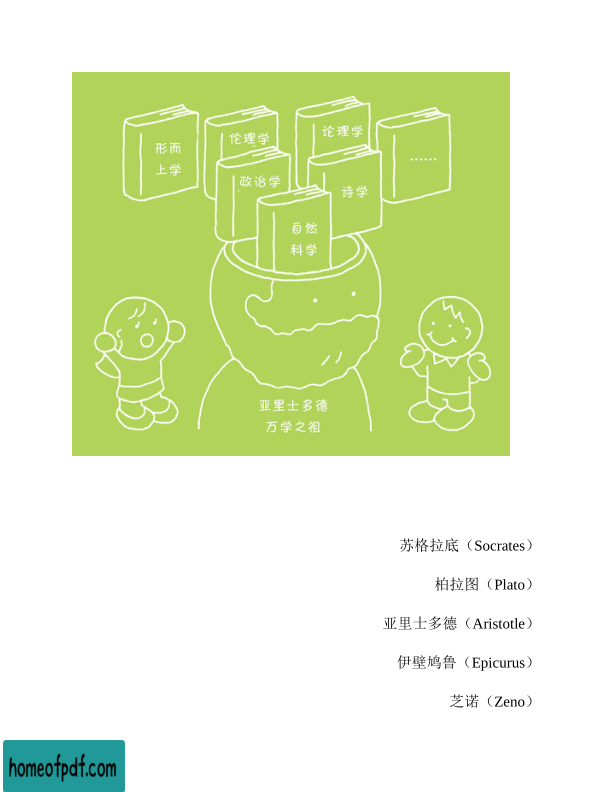 形而
上学
伦理学
论理学
……
政治学
诗学
自然
科学
亚里士多德
万学之祖
苏格拉底（Socrates）
柏拉图（Plato）
亚里士多德（Aristotle）
伊壁鸠鲁（Epicurus）
芝诺（Zeno）
homeofpdf.com